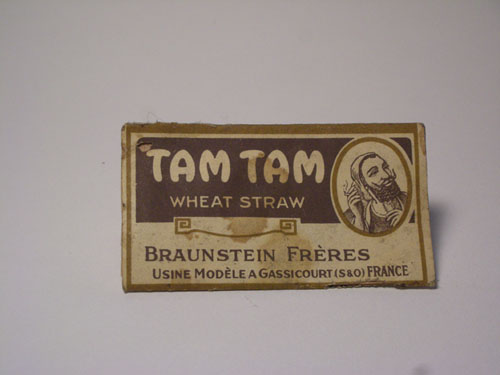 TAM TAM
WHEAT STRAW
BRAUNSTEIN FRÈRES
USINE MODÈLE A GASSICOURT (S&O) FRANCE